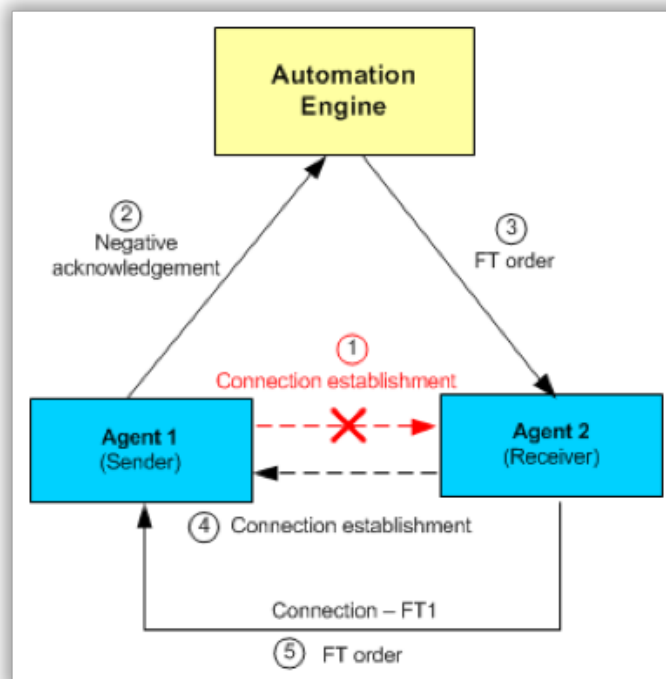 Automation
Engine
2
Negative
acknowledgement
3
FT order
1
Connection establishment
Agent 1
(Sender)
Agent 2
(Receiver)
4 Connection establishment
Connection – FT1
5 FT order